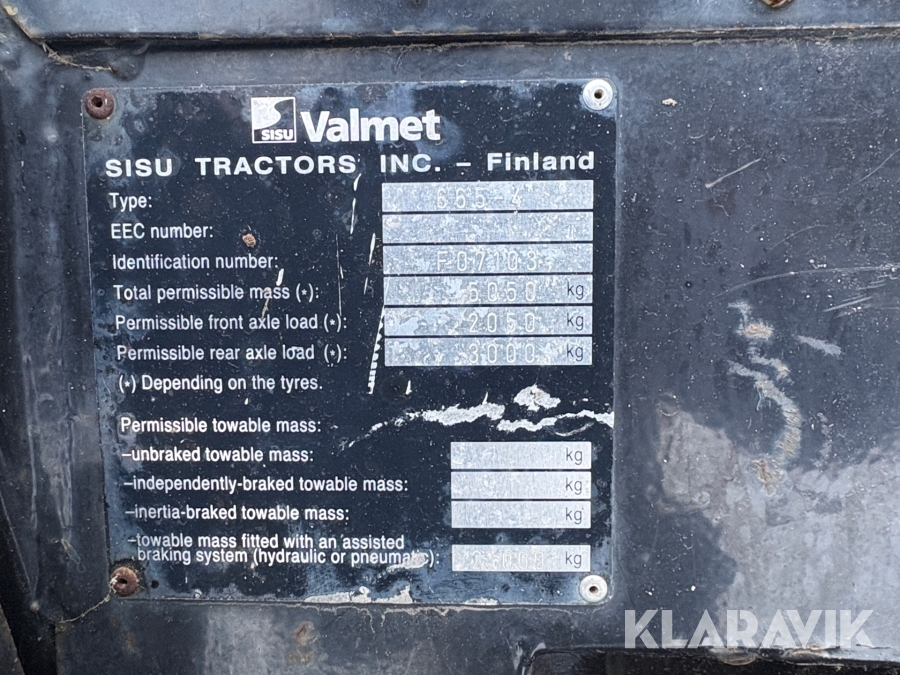 SISU Valmet
SISU TRACTORS INC. – Finland
Type: 665-4
EEC number:
Identification number: F07103
Total permissible mass (*): 5050 kg
Permissible front axle load (*): 2050 kg
Permissible rear axle load (*): 3000 kg
(*) Depending on the tyres.
Permissible towable mass:
–unbraked towable mass: kg
–independently-braked towable mass: kg
–inertia-braked towable mass: kg
–towable mass fitted with an assisted
braking system (hydraulic or pneumatic): kg
KLARAVIK